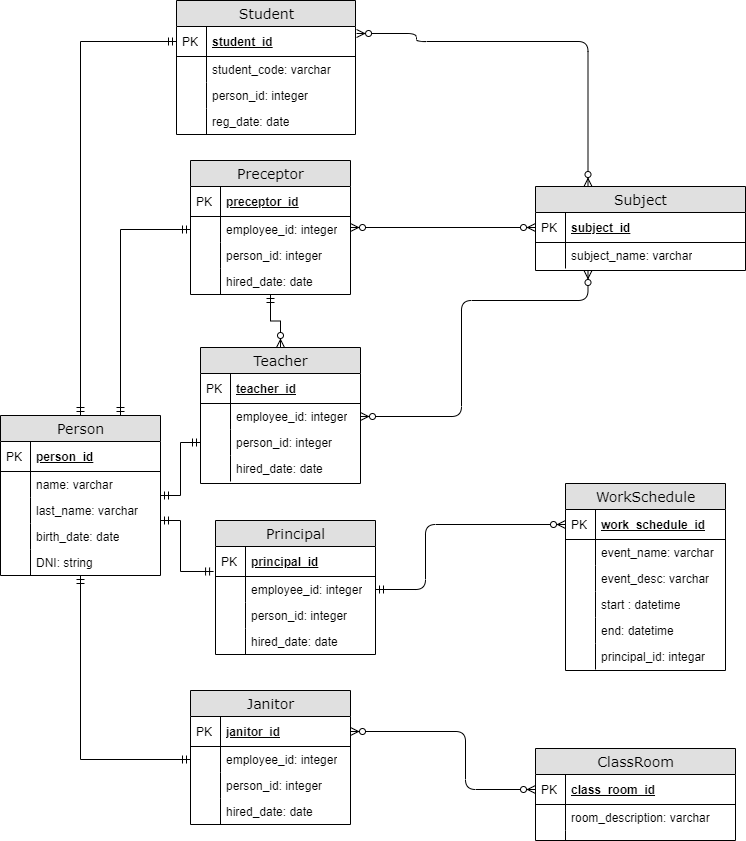 Student
PK student_id
student_code: varchar
person_id: integer
reg_date: date
Preceptor
PK preceptor_id
employee_id: integer
person_id: integer
hired_date: date
Subject
PK subject_id
subject_name: varchar
Teacher
PK teacher_id
employee_id: integer
person_id: integer
hired_date: date
Person
PK person_id
name: varchar
last_name: varchar
birth_date: date
DNI: string
Principal
PK principal_id
employee_id: integer
person_id: integer
hired_date: date
WorkSchedule
PK work_schedule_id
event_name: varchar
event_desc: varchar
start : datetime
end: datetime
principal_id: integar
Janitor
PK janitor_id
employee_id: integer
person_id: integer
hired_date: date
ClassRoom
PK class_room_id
room_description: varchar